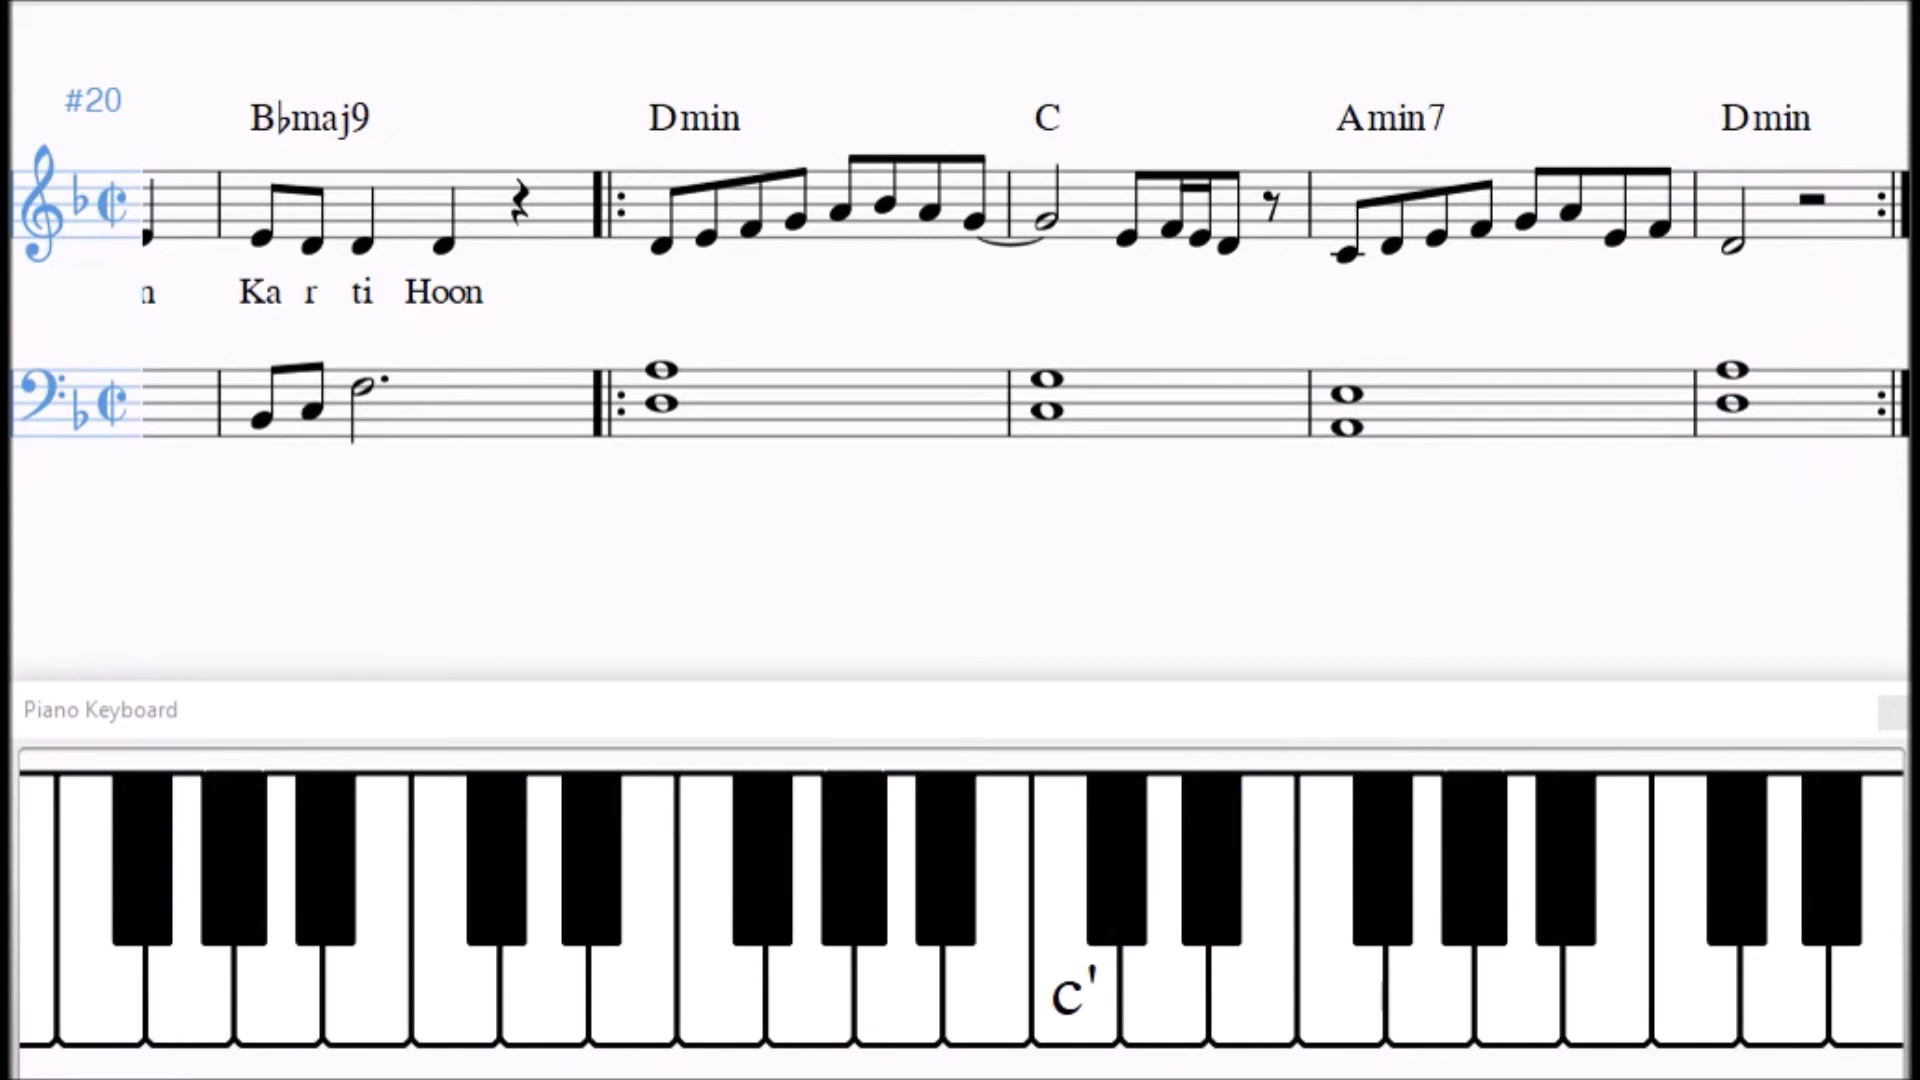 #20
B♭maj9 Dmin C Amin7 Dmin
n Ka r ti Hoon
Piano Keyboard
C'